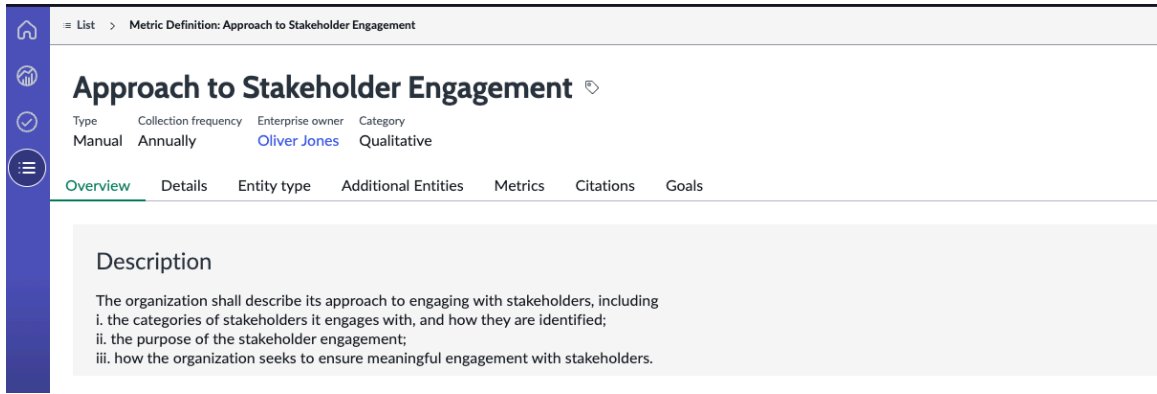 List > Metric Definition: Approach to Stakeholder Engagement
Approach to Stakeholder Engagement
Type Collection frequency Enterprise owner Category
Manual Annually Oliver Jones Qualitative
Overview Details Entity type Additional Entities Metrics Citations Goals
Description
The organization shall describe its approach to engaging with stakeholders, including
i. the categories of stakeholders it engages with, and how they are identified;
ii. the purpose of the stakeholder engagement;
iii. how the organization seeks to ensure meaningful engagement with stakeholders.